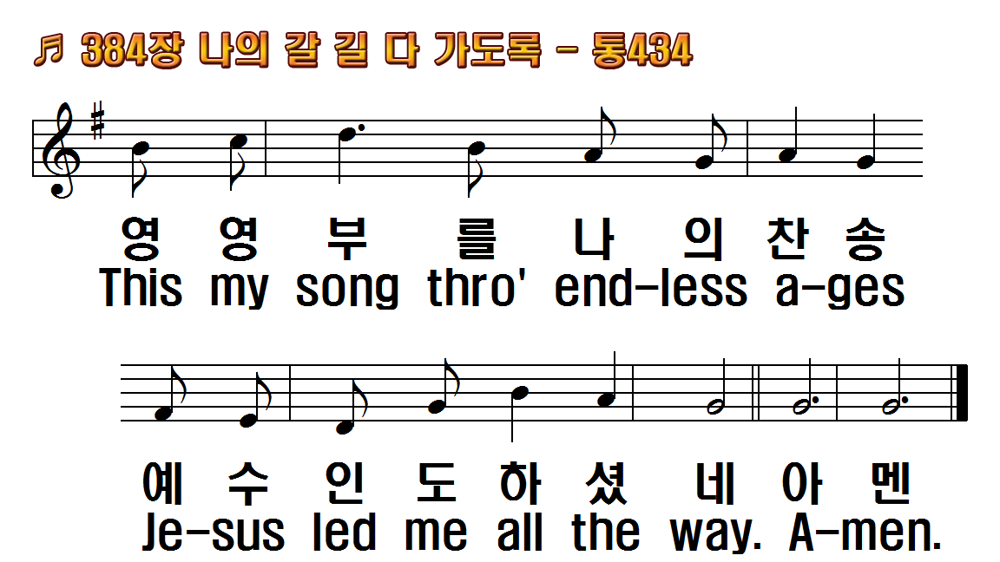 ♬ 384장 나의 갈 길 다 가도록 - 통434
영 영 부 를 나 의 찬 송
This my song thro' end-less a-ges
예 수 인 도 하 셨 네 아 멘
Je-sus led me all the way. A-men.